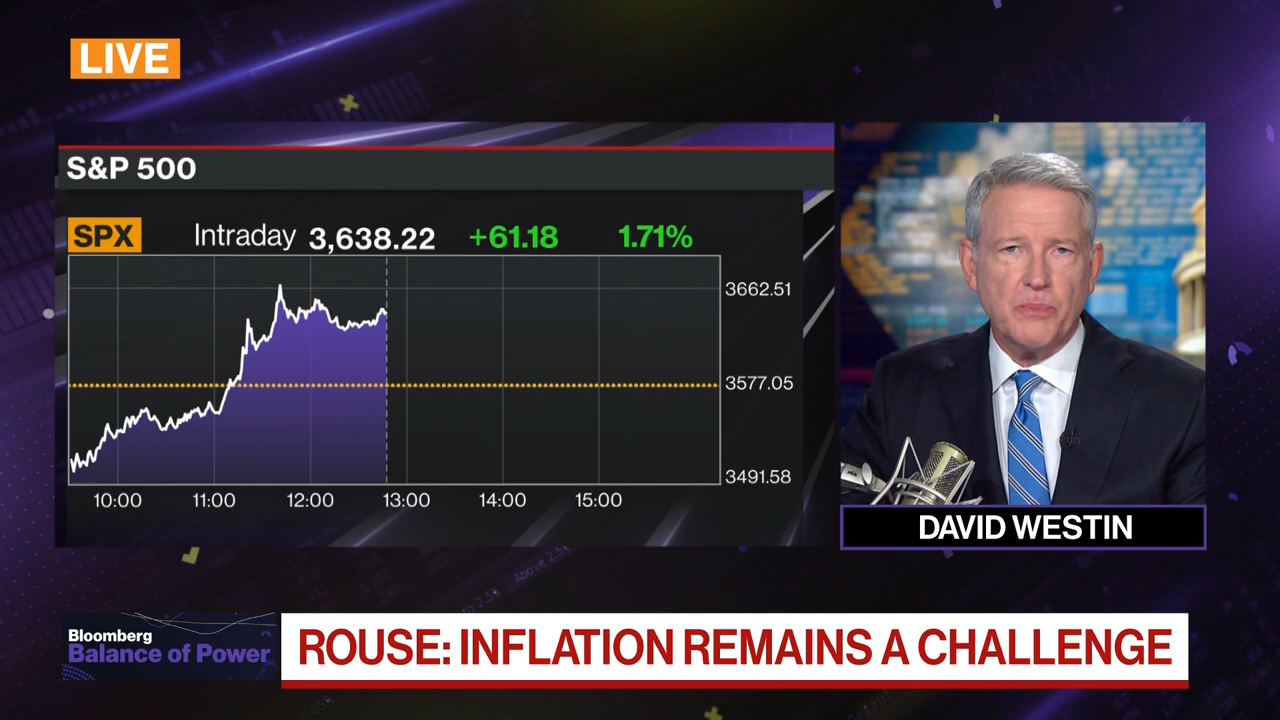 LIVE
S&P 500
SPX Intraday 3,638.22 +61.18 1.71%
3662.51
3577.05
3491.58
10:00 11:00 12:00 13:00 14:00 15:00
DAVID WESTIN
Bloomberg
Balance of Power
ROUSE: INFLATION REMAINS A CHALLENGE